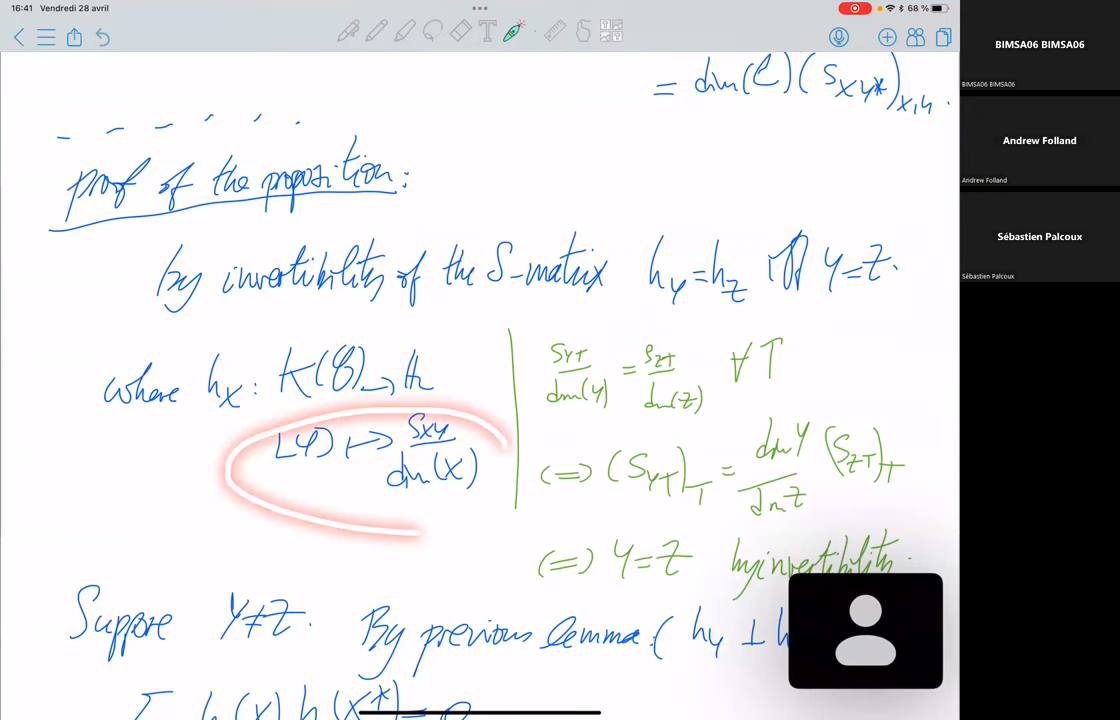 16:41 Vendredi 28 avril
68 %
= dim(C)(S_{XY*})_{X,Y}.
proof of the proposition:
by invertibility of the S-matrix h_Y = h_Z iff Y = Z.
where h_X : K(C) → k
[Y] ↦ S_{XY}/dim(X)
S_{YT}/dim(Y) = S_{ZT}/dim(Z) ∀ T
⇔ (S_{YT})_T = dim Y/dim Z (S_{ZT})_T
⇔ Y = Z by invertibility.
Suppose Y ≠ Z. By previous lemma (h_Y ⊥ h
Σ h (X) h (X*) = 0
BIMSA06 BIMSA06
BIMSA06 BIMSA06
Andrew Folland
Andrew Folland
Sébastien Palcoux
Sébastien Palcoux